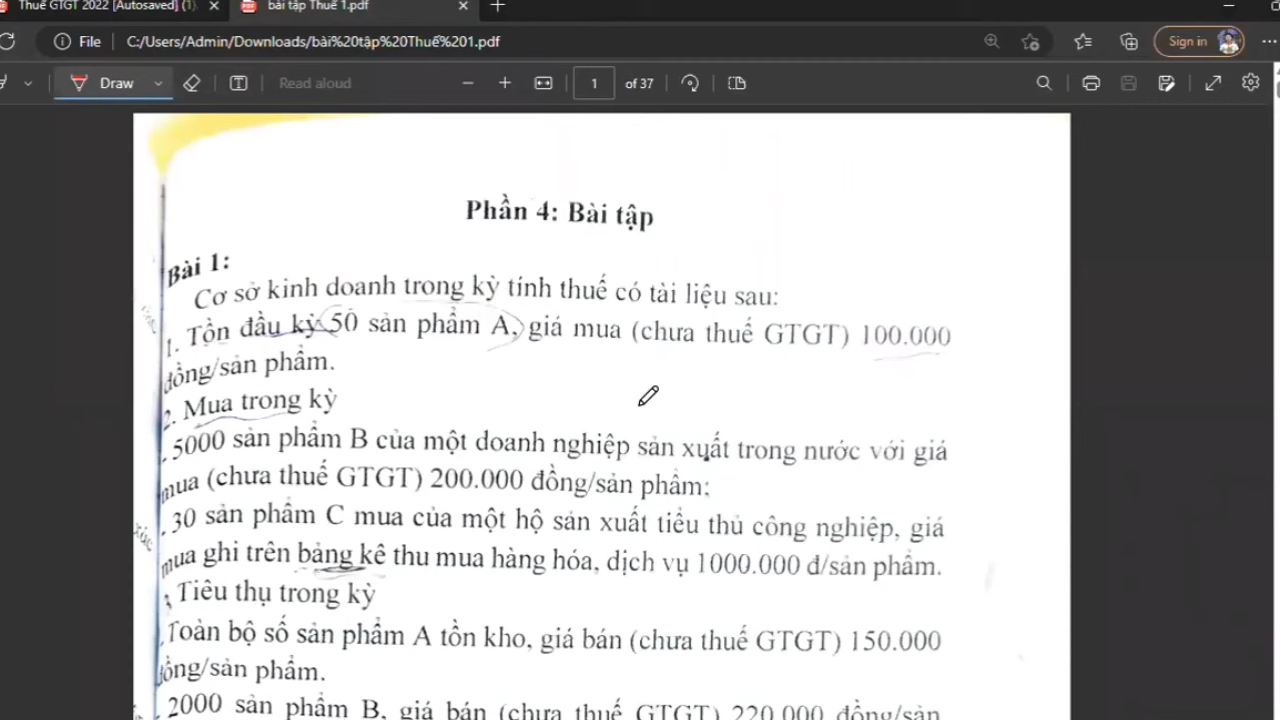 Thuế GTGT 2022 [Autosaved] (1)
bài tập Thuế 1.pdf
File
C:/Users/Admin/Downloads/bài%20tập%20Thuế%201.pdf
Sign in
Draw
Read aloud
1 of 37
Phần 4: Bài tập
Bài 1:
Cơ sở kinh doanh trong kỳ tính thuế có tài liệu sau:
1. Tồn đầu kỳ 50 sản phẩm A, giá mua (chưa thuế GTGT) 100.000
đồng/sản phẩm.
2. Mua trong kỳ
. 5000 sản phẩm B của một doanh nghiệp sản xuất trong nước với giá
mua (chưa thuế GTGT) 200.000 đồng/sản phẩm;
. 30 sản phẩm C mua của một hộ sản xuất tiểu thủ công nghiệp, giá
mua ghi trên bảng kê thu mua hàng hóa, dịch vụ 1000.000 đ/sản phẩm.
3. Tiêu thụ trong kỳ
. Toàn bộ số sản phẩm A tồn kho, giá bán (chưa thuế GTGT) 150.000
đồng/sản phẩm.
. 2000 sản phẩm B, giá bán (chưa thuế GTGT) 220.000 đồng/sản